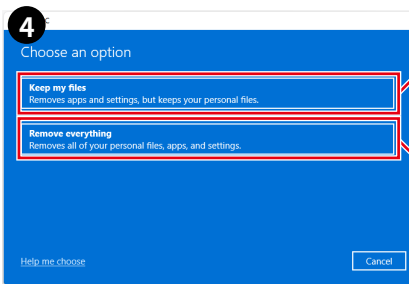 4
Choose an option
Keep my files
Removes apps and settings, but keeps your personal files.
Remove everything
Removes all of your personal files, apps, and settings.
Help me choose
Cancel